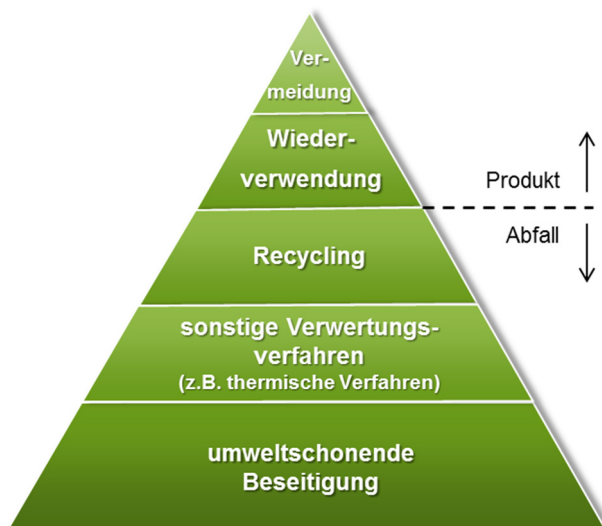 Ver-
meidung
Wieder-
verwendung
Produkt
Abfall
Recycling
sonstige Verwertungs-
verfahren
(z.B. thermische Verfahren)
umweltschonende
Beseitigung